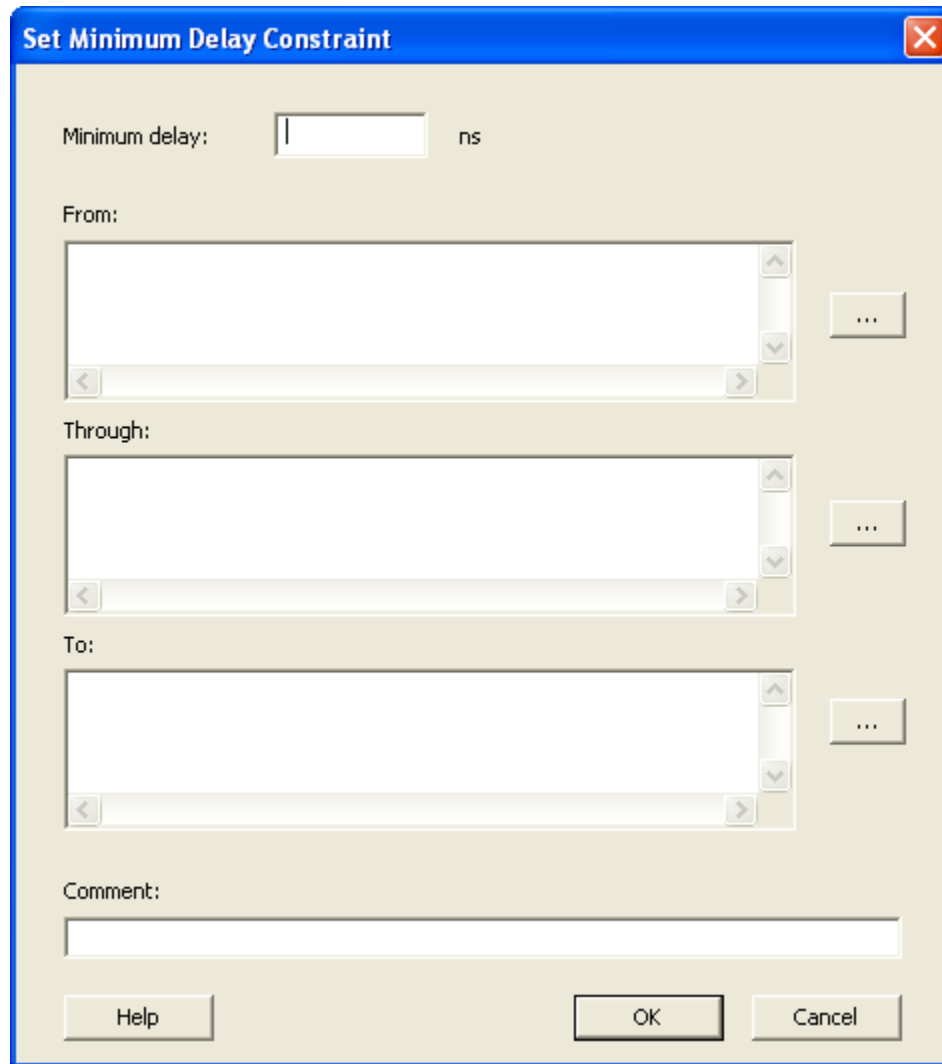 Set Minimum Delay Constraint
Minimum delay: ns
From:
...
Through:
...
To:
...
Comment:
Help OK Cancel